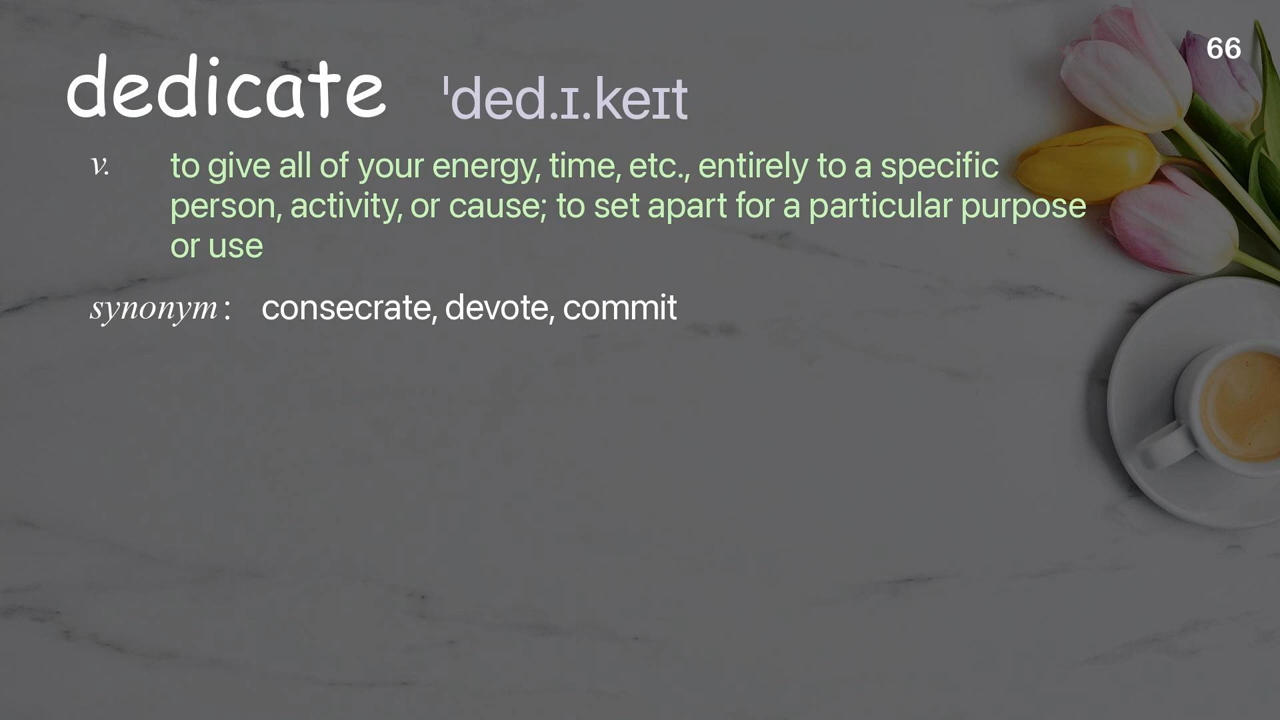 66
dedicate ˈded.ɪ.keɪt
v. to give all of your energy, time, etc., entirely to a specific
person, activity, or cause; to set apart for a particular purpose
or use
synonym : consecrate, devote, commit